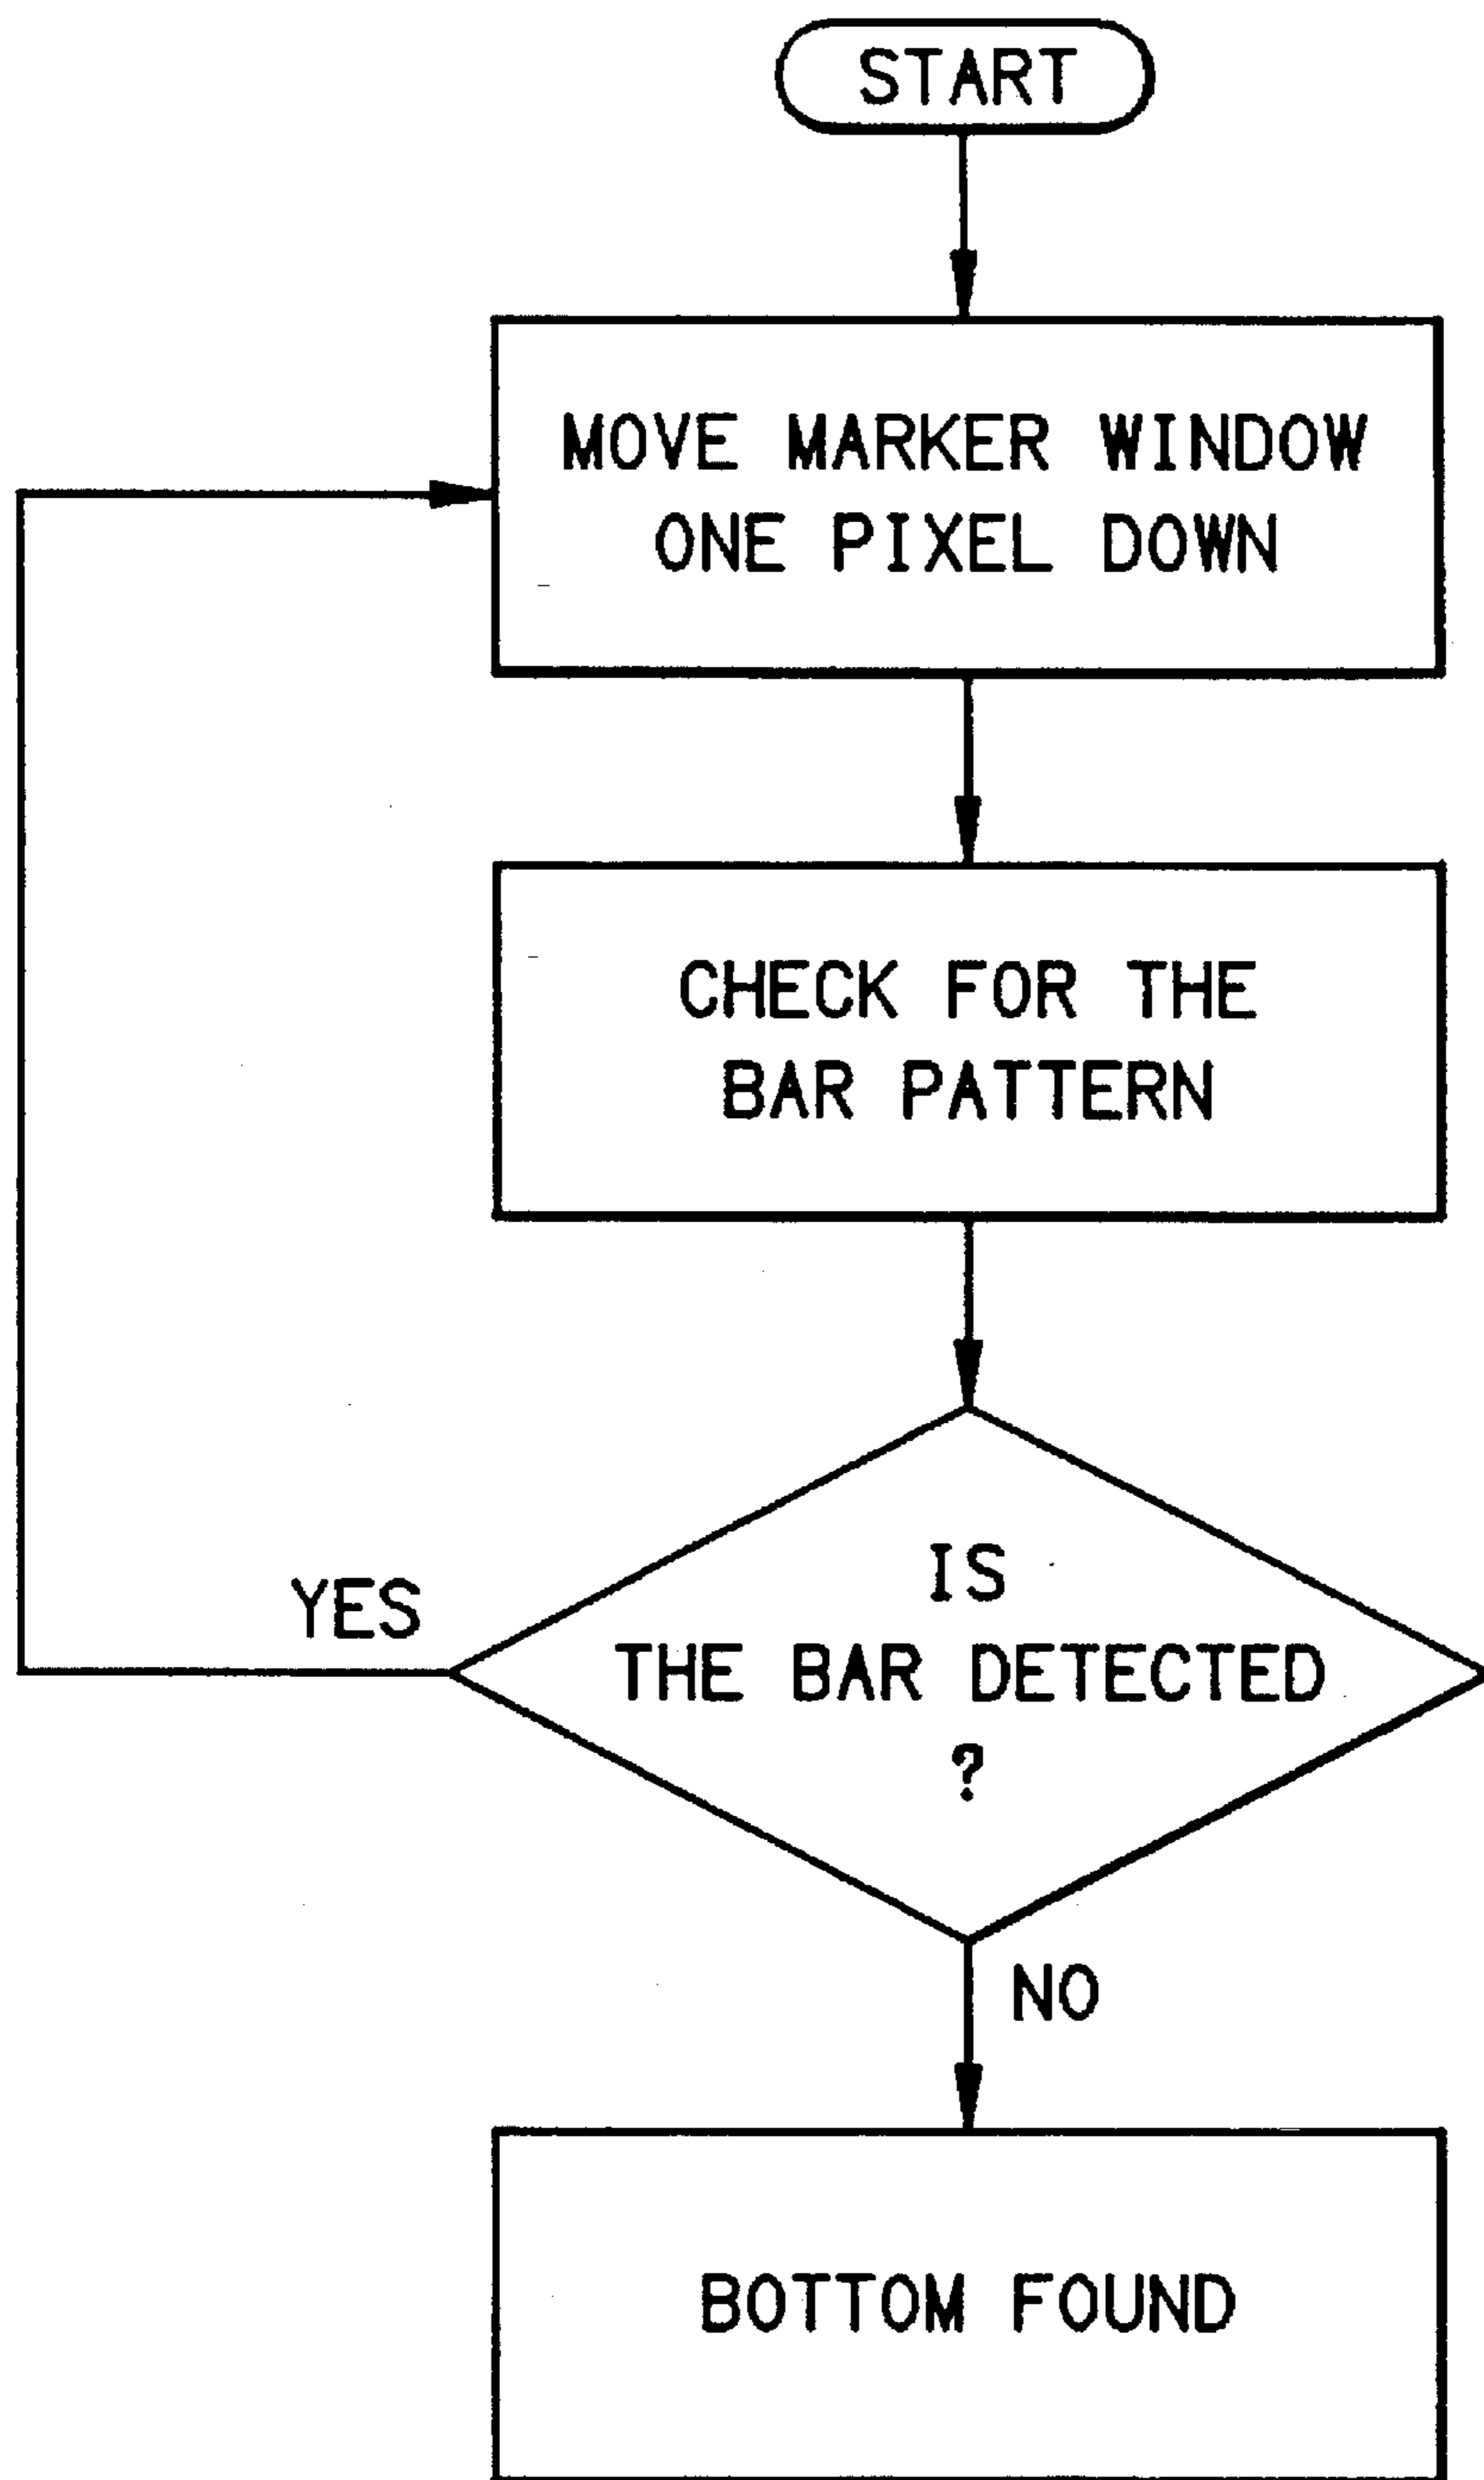 START
MOVE MARKER WINDOW
ONE PIXEL DOWN
CHECK FOR THE
BAR PATTERN
IS
THE BAR DETECTED
?
YES
NO
BOTTOM FOUND